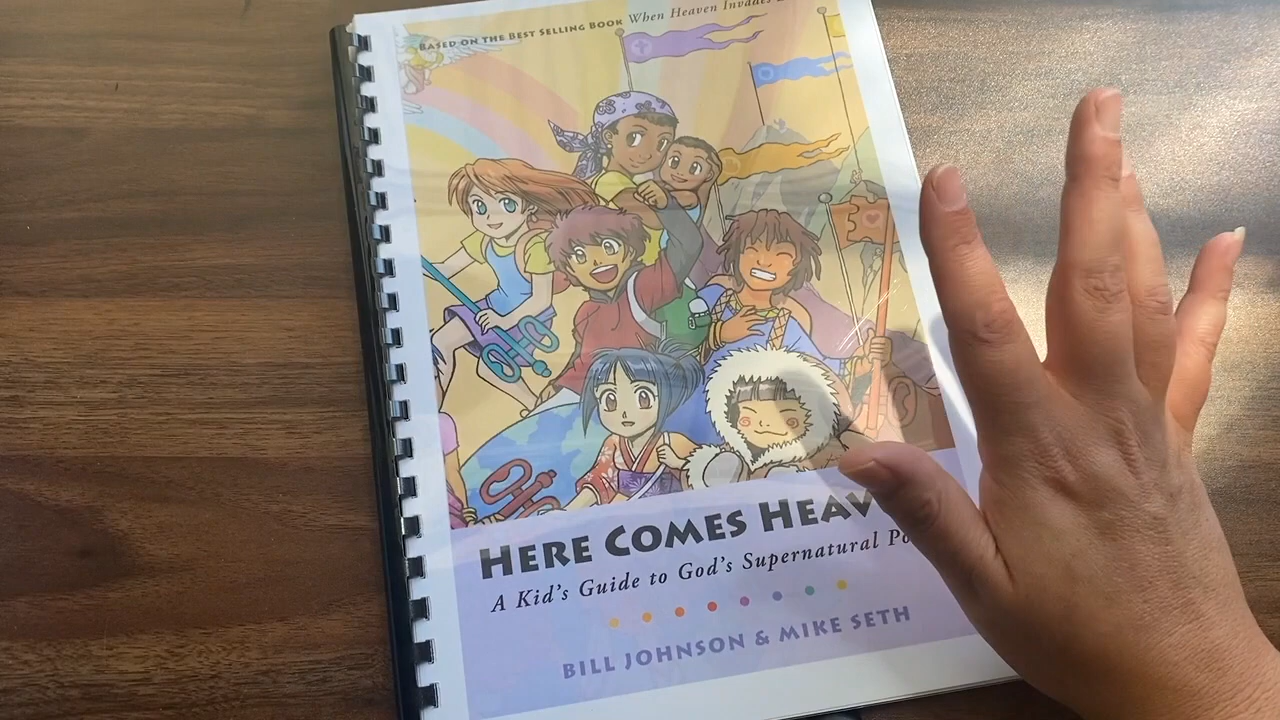 BASED ON THE BEST SELLING BOOK When Heaven Invades
HERE COMES HEAV
A Kid's Guide to God's Supernatural Po
BILL JOHNSON & MIKE SETH